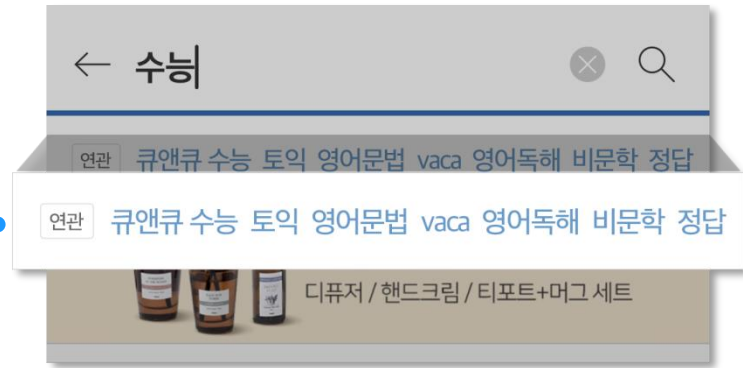 수능
연관 큐앤큐 수능 토익 영어문법 vaca 영어독해 비문학 정답
연관 큐앤큐 수능 토익 영어문법 vaca 영어독해 비문학 정답
디퓨저 / 핸드크림 / 티포트+머그 세트